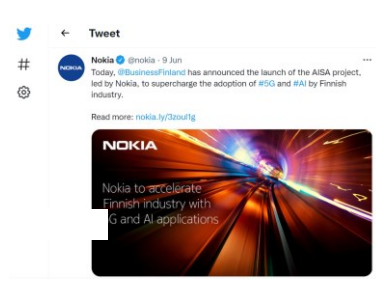 Tweet
NOKIA
Nokia @nokia · 9 Jun
Today, @BusinessFinland has announced the launch of the AISA project,
led by Nokia, to supercharge the adoption of #5G and #AI by Finnish
industry.
Read more: nokia.ly/3zoul1g
NOKIA
Nokia to accelerate
Finnish industry with
G and AI applications